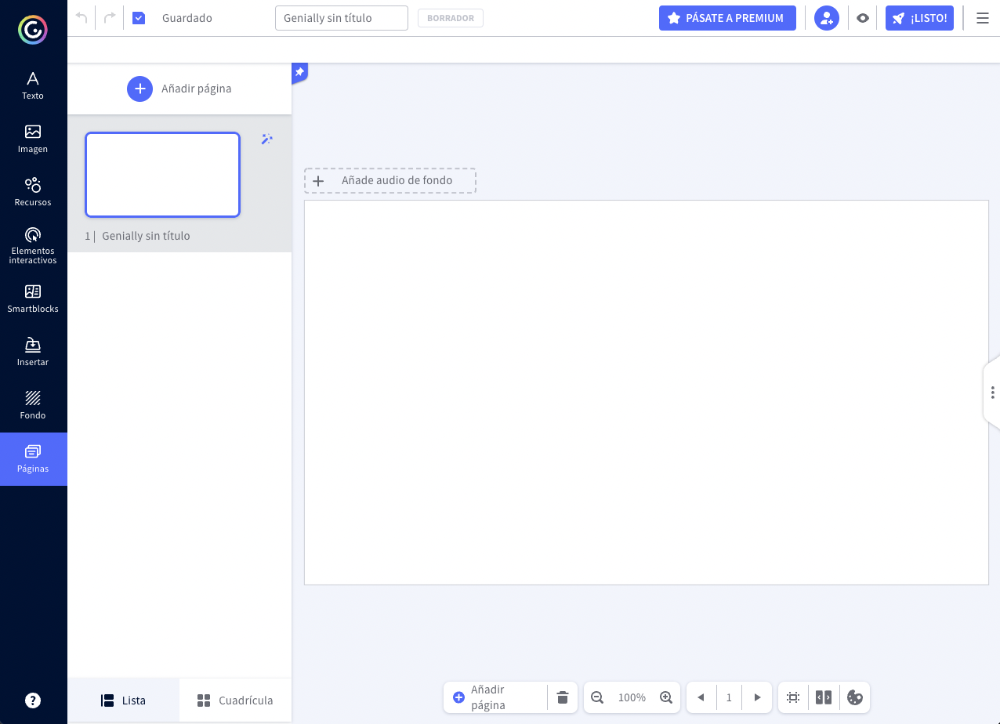 Guardado
Genially sin título
BORRADOR
PÁSATE A PREMIUM
¡LISTO!
Texto
Imagen
Recursos
Elementos
interactivos
Smartblocks
Insertar
Fondo
Páginas
?
Añadir página
1 | Genially sin título
Lista
Cuadrícula
Añade audio de fondo
Añadir
página
100%
1